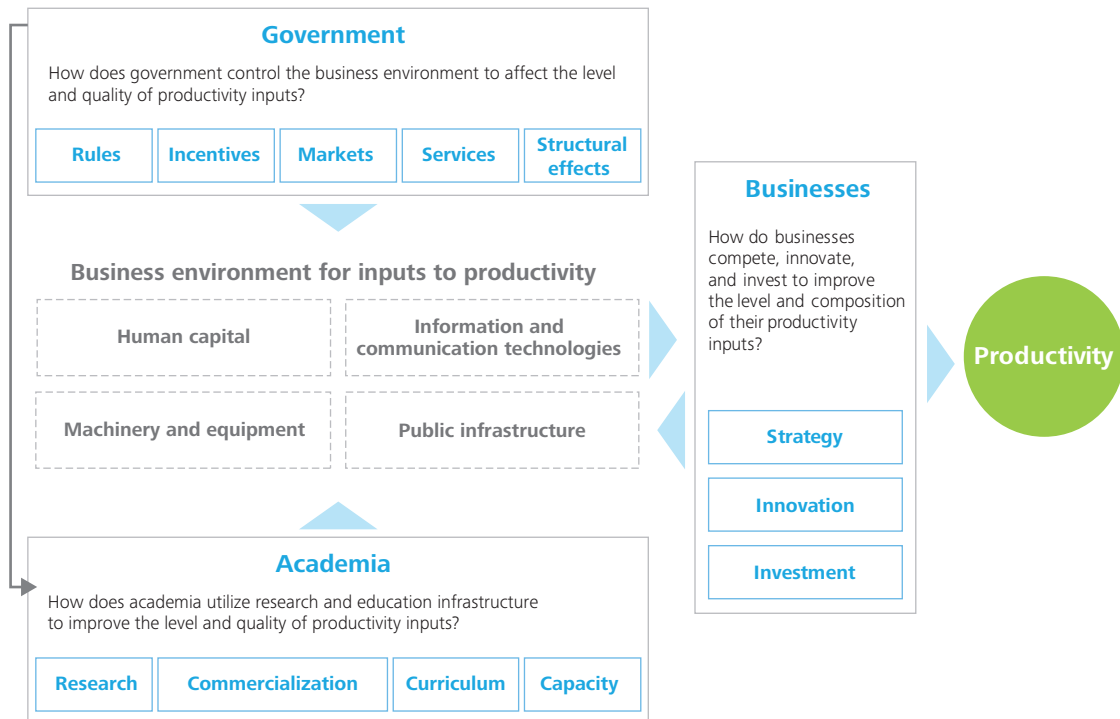 Government
How does government control the business environment to affect the level
and quality of productivity inputs?
Rules
Incentives
Markets
Services
Structural
effects
Business environment for inputs to productivity
Human capital
Information and
communication technologies
Machinery and equipment
Public infrastructure
Academia
How does academia utilize research and education infrastructure
to improve the level and quality of productivity inputs?
Research
Commercialization
Curriculum
Capacity
Businesses
How do businesses
compete, innovate,
and invest to improve
the level and composition
of their productivity
inputs?
Strategy
Innovation
Investment
Productivity